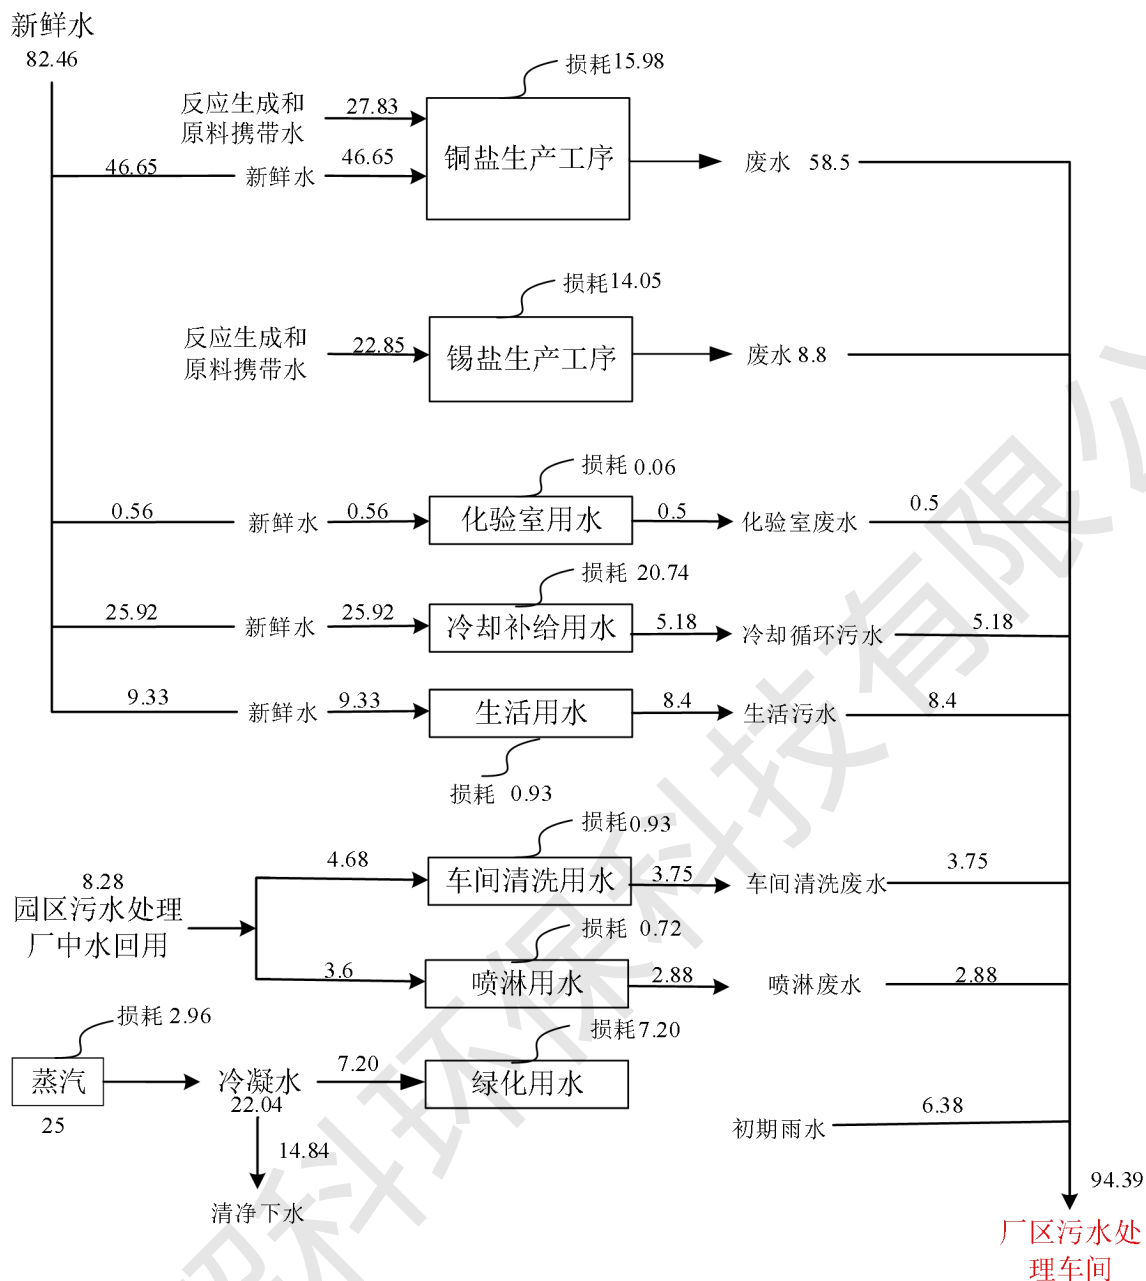 新鲜水
82.46
损耗15.98
反应生成和
原料携带水
27.83
46.65
新鲜水
46.65
铜盐生产工序
废水 58.5
损耗14.05
反应生成和
原料携带水
22.85
锡盐生产工序
废水 8.8
损耗 0.06
0.56
新鲜水
0.56
化验室用水
0.5
化验室废水
0.5
损耗 20.74
25.92
新鲜水
25.92
冷却补给用水
5.18
冷却循环污水
5.18
9.33
新鲜水
9.33
生活用水
8.4
生活污水
8.4
损耗 0.93
损耗0.93
8.28
园区污水处理
厂中水回用
4.68
车间清洗用水
3.75
车间清洗废水
3.75
损耗 0.72
3.6
喷淋用水
2.88
喷淋废水
2.88
损耗 2.96
蒸汽
25
冷凝水
22.04
7.20
损耗7.20
绿化用水
14.84
清净下水
初期雨水
6.38
94.39
厂区污水处
理车间
科环保科技有限公